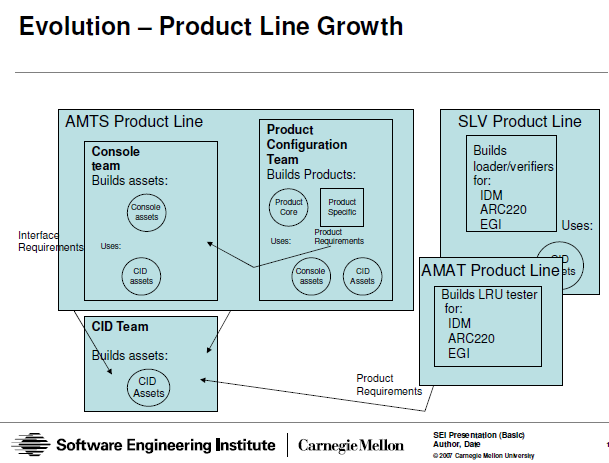 Evolution – Product Line Growth
AMTS Product Line
Console
team
Builds assets:
Console
assets
Uses:
CID
assets
Product
Configuration
Team
Builds Products:
Product
Core
Product
Specific
Product
Uses:
Requirements
Console
assets
CID
Assets
Interface
Requirements
SLV Product Line
Builds
loader/verifiers
for:
IDM
ARC220
EGI
Uses:
AMAT Product Line
Builds LRU tester
for:
IDM
ARC220
EGI
CID Team
Builds assets:
CID
Assets
Product
Requirements
Software Engineering Institute
Carnegie Mellon
SEI Presentation (Basic)
Author, Date
© 2007 Carnegie Mellon University
1